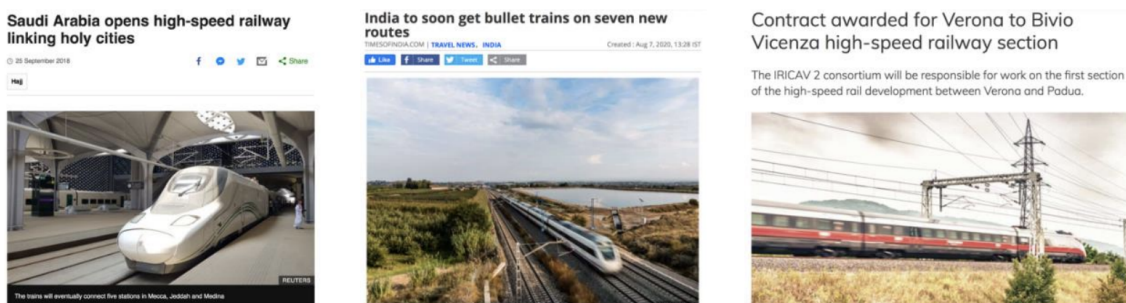 Saudi Arabia opens high-speed railway
linking holy cities
25 September 2018
Share
Hajj
REUTERS
The trains will eventually connect five stations in Mecca, Jeddah and Medina
India to soon get bullet trains on seven new
routes
TIMESOFINDIA.COM | TRAVEL NEWS, INDIA
Created : Aug 7, 2020, 13:28 IST
Like Share Tweet Share
Contract awarded for Verona to Bivio
Vicenza high-speed railway section
The IRICAV 2 consortium will be responsible for work on the first section
of the high-speed rail development between Verona and Padua.